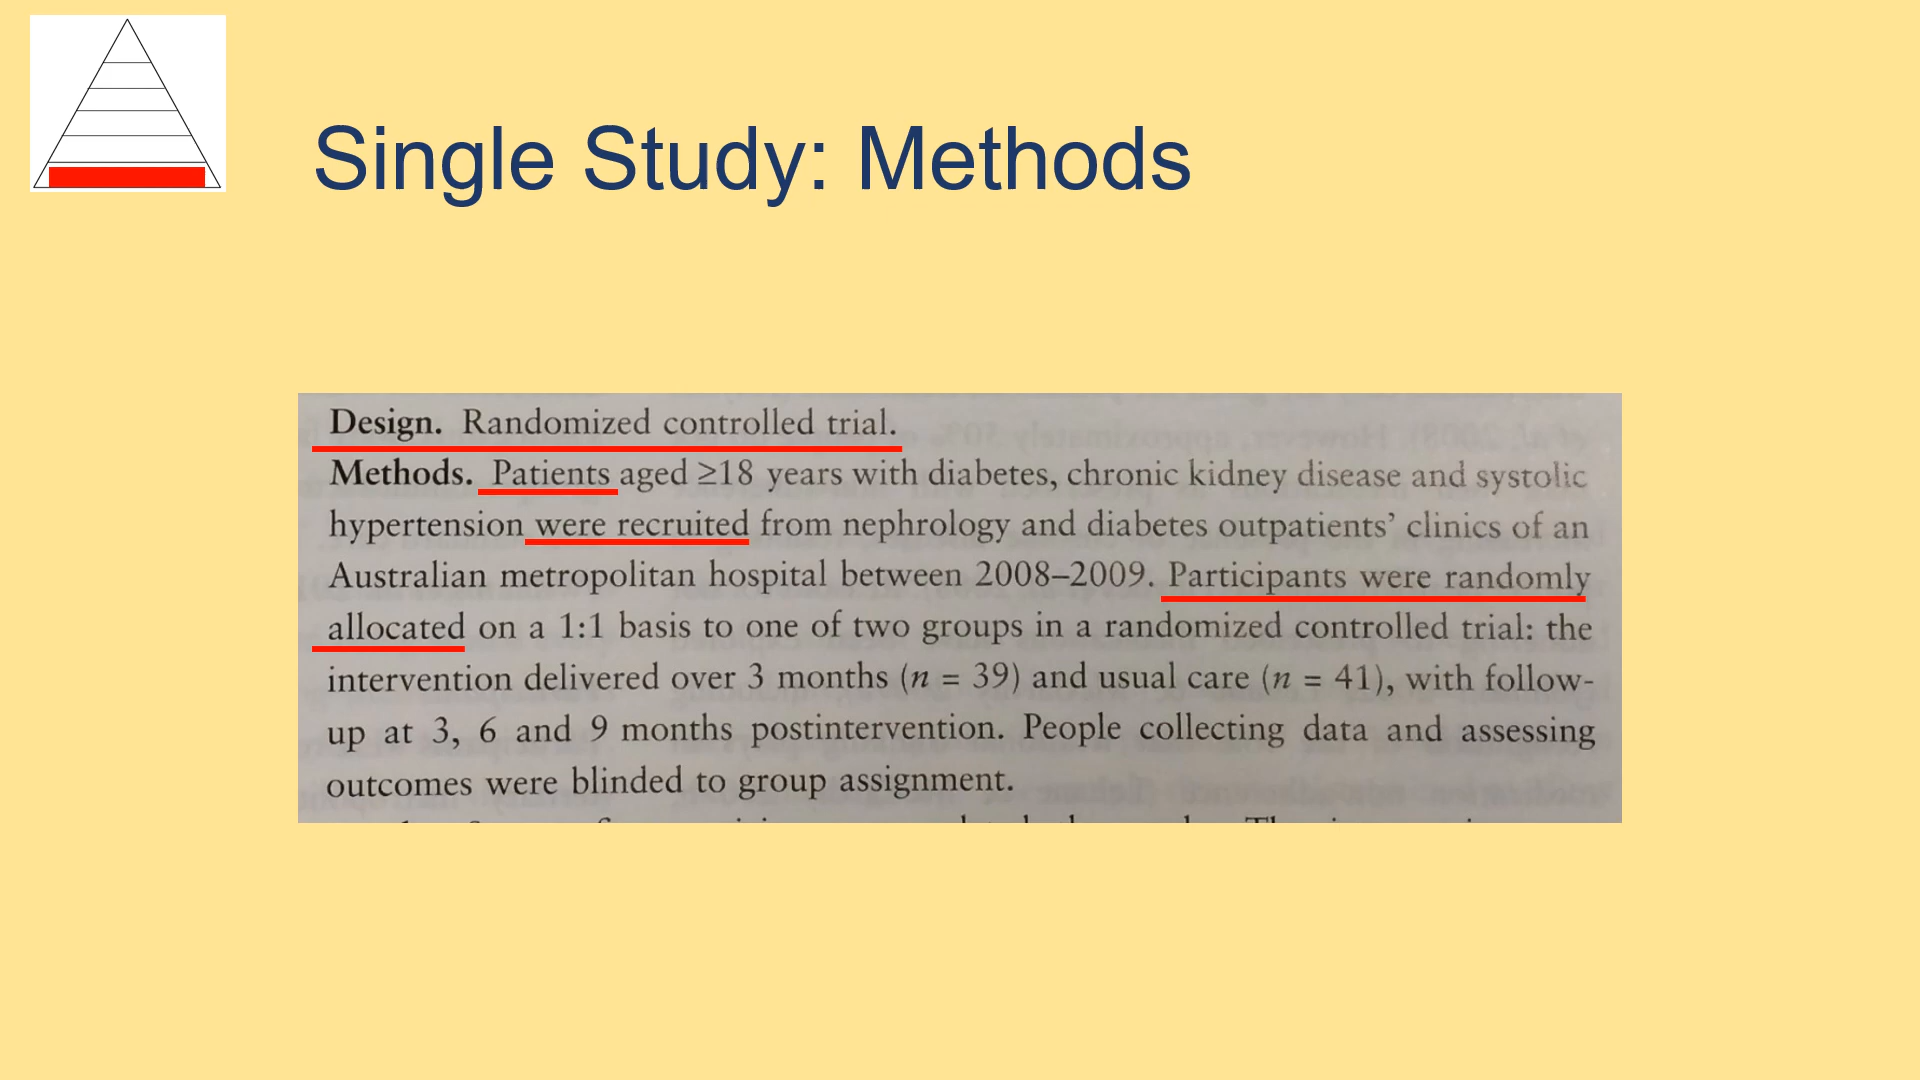 Single Study: Methods
Design. Randomized controlled trial.
Methods. Patients aged ≥18 years with diabetes, chronic kidney disease and systolic
hypertension were recruited from nephrology and diabetes outpatients’ clinics of an
Australian metropolitan hospital between 2008–2009. Participants were randomly
allocated on a 1:1 basis to one of two groups in a randomized controlled trial: the
intervention delivered over 3 months (n = 39) and usual care (n = 41), with follow-
up at 3, 6 and 9 months postintervention. People collecting data and assessing
outcomes were blinded to group assignment.